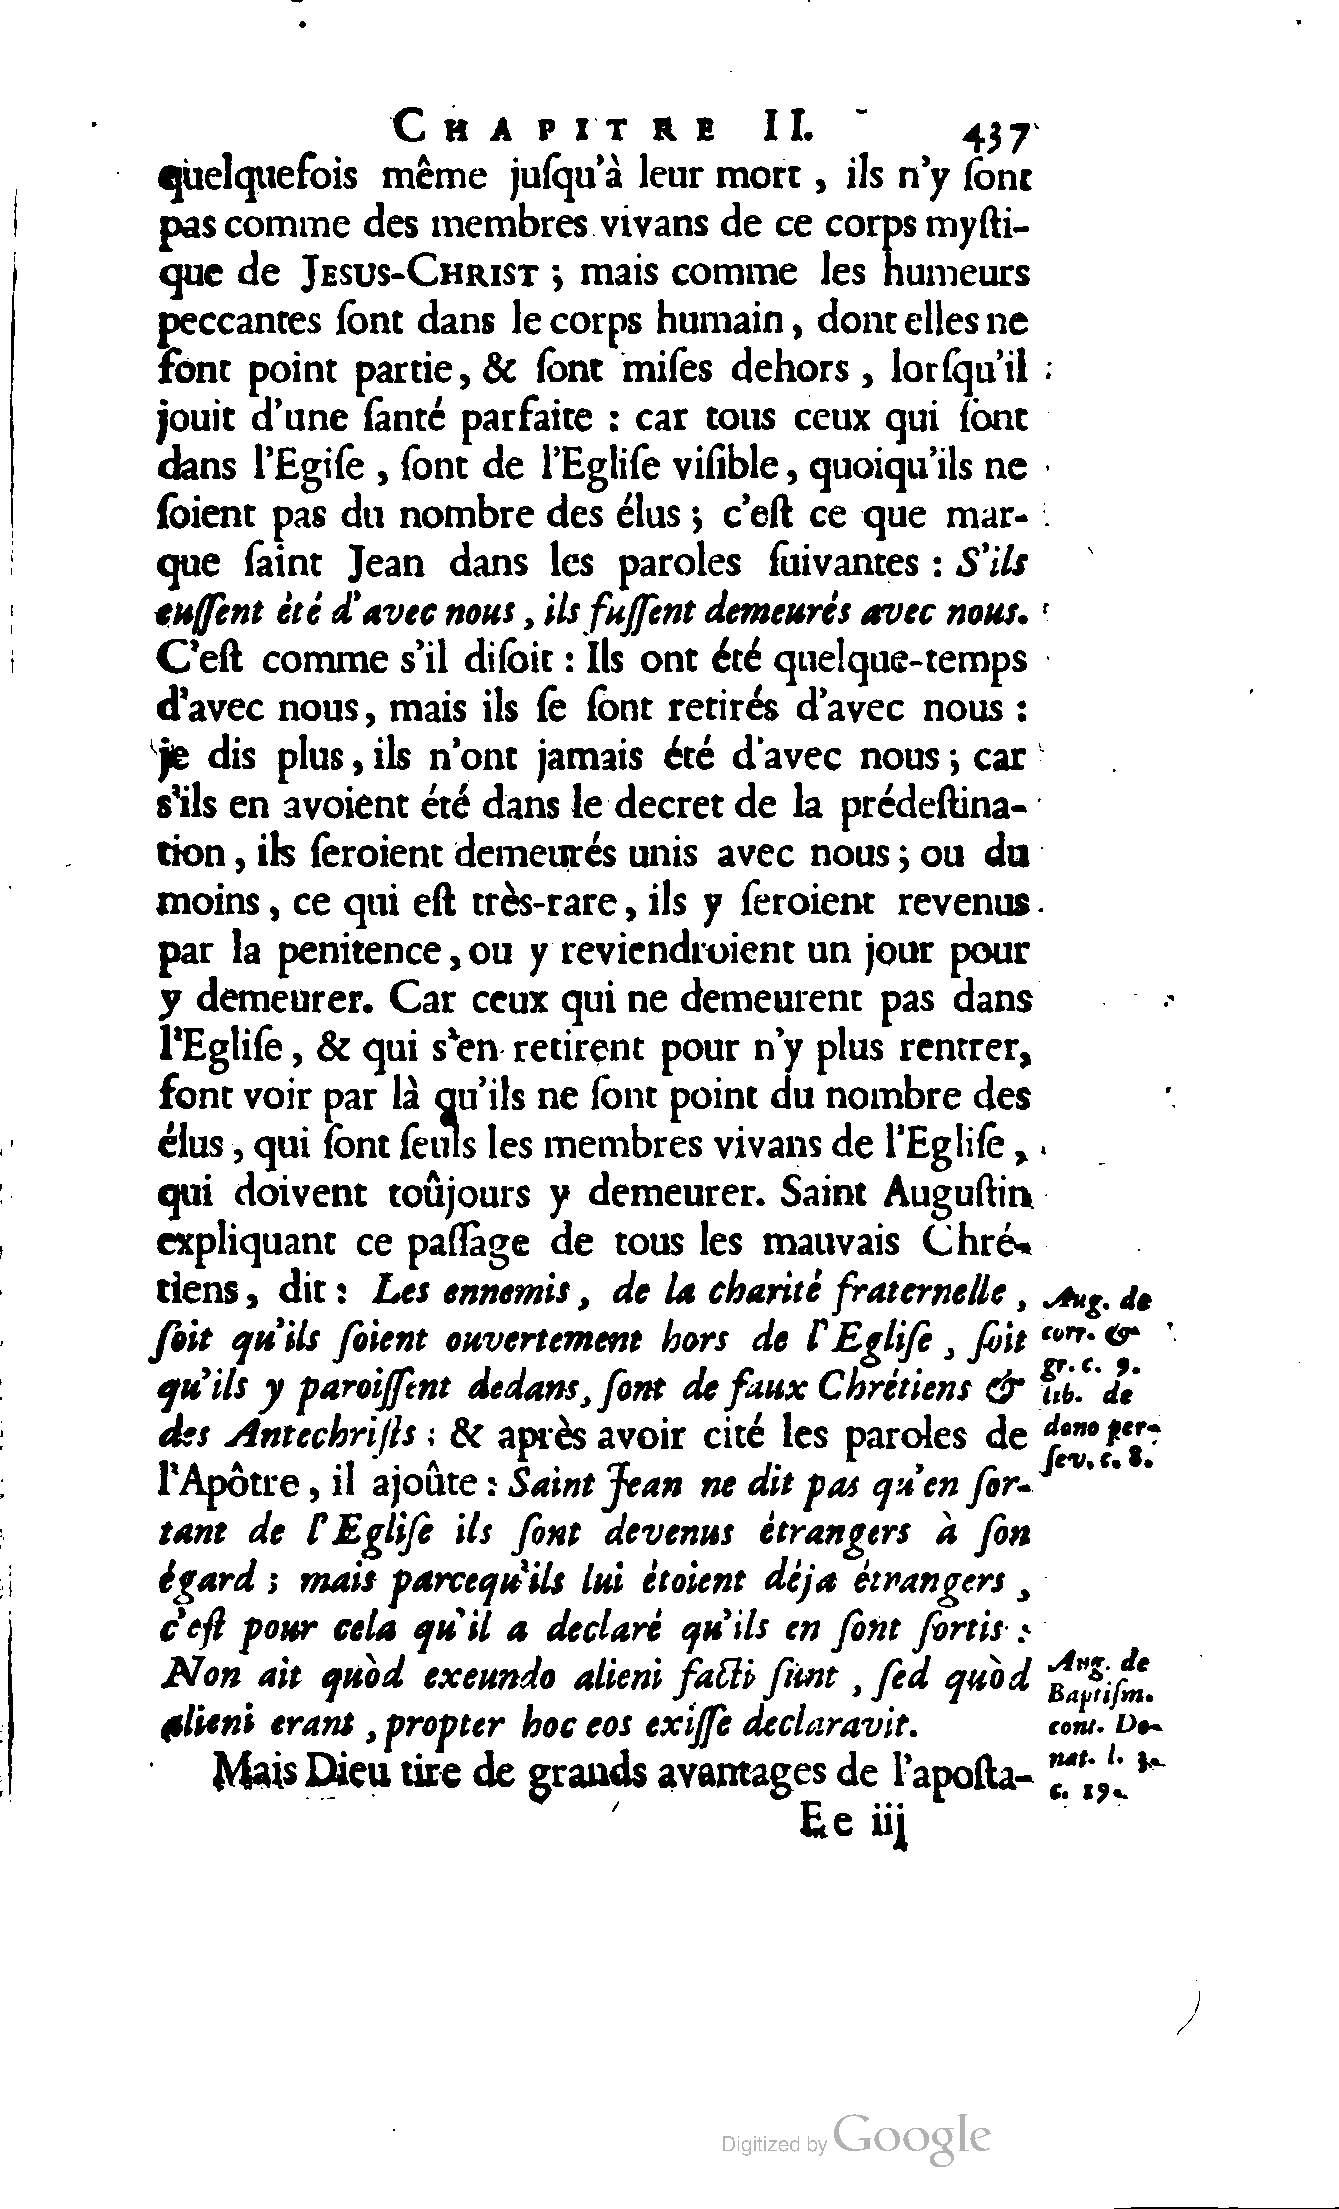 CHAPITRE II. 437
quelquefois même juſqu'à leur mort, ils n'y ſont
pas comme des membres vivans de ce corps myſti-
que de JESUS-CHRIST; mais comme les humeurs
peccantes ſont dans le corps humain, dont elles ne
font point partie, & ſont miſes dehors, lorſqu'il
jouit d'une ſanté parfaite : car tous ceux qui ſont
dans l'Egiſe, ſont de l'Egliſe viſible, quoiqu'ils ne
ſoient pas du nombre des élus; c'eſt ce que mar-
que ſaint Jean dans les paroles ſuivantes : S'ils
euſſent été d'avec nous, ils fuſſent demeurés avec nous.
C'eſt comme s'il diſoit : Ils ont été quelque-temps
d'avec nous, mais ils ſe ſont retirés d'avec nous :
je dis plus, ils n'ont jamais été d'avec nous; car
s'ils en avoient été dans le decret de la prédeſtina-
tion, ils ſeroient demeurés unis avec nous; ou du
moins, ce qui eſt très-rare, ils y ſeroient revenus
par la penitence, ou y reviendroient un jour pour
y demeurer. Car ceux qui ne demeurent pas dans
l'Egliſe, & qui s'en retirent pour n'y plus rentrer,
font voir par là qu'ils ne ſont point du nombre des
élus, qui ſont ſeuls les membres vivans de l'Egliſe,
qui doivent toûjours y demeurer. Saint Auguſtin
expliquant ce paſſage de tous les mauvais Chré-
tiens, dit : Les ennemis, de la charité fraternelle,
ſoit qu'ils ſoient ouvertement hors de l'Egliſe, ſoit
qu'ils y paroiſſent dedans, ſont de faux Chrétiens &
des Antechriſts; & après avoir cité les paroles de
l'Apôtre, il ajoûte : Saint Jean ne dit pas qu'en ſor-
tant de l'Egliſe ils ſont devenus étrangers à ſon
égard; mais parcequ'ils lui étoient déja étrangers,
c'eſt pour cela qu'il a declaré qu'ils en ſont ſortis :
Non ait quòd exeundo alieni facti ſunt, ſed quòd
alieni erant, propter hoc eos exiſſe declaravit.
Mais Dieu tire de grands avantages de l'apoſta-
Ee iij
Aug. de
corr. &
gr. c. 9.
lib. de
dono per-
ſev. c. 8.
Aug. de
Baptiſm.
cont. Do-
nat. l. 3.
c. 19.
Digitized by Google